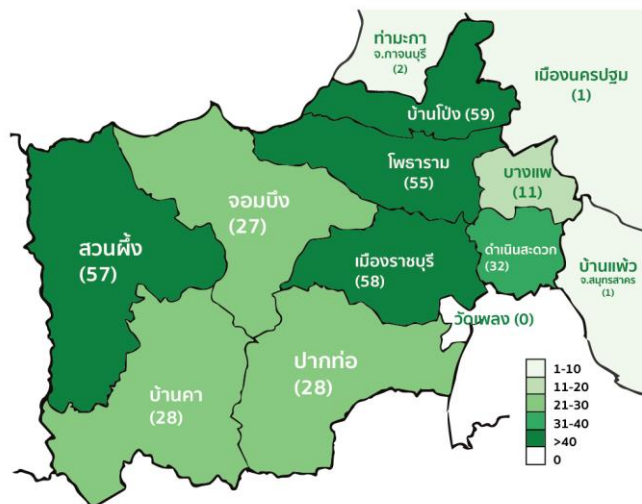 ท่ามะกา
จ.กาจนบุรี
(2)
เมืองนครปฐม
(1)
บ้านโป่ง (59)
โพธาราม
(55)
บางแพ
(11)
จอมบึง
(27)
สวนผึ้ง
(57)
เมืองราชบุรี
(58)
ดำเนินสะดวก
(32)
บ้านแพ้ว
จ.สมุทรสาคร
(1)
วัดเพลง (0)
ปากท่อ
(28)
บ้านคา
(28)
1-10
11-20
21-30
31-40
>40
0